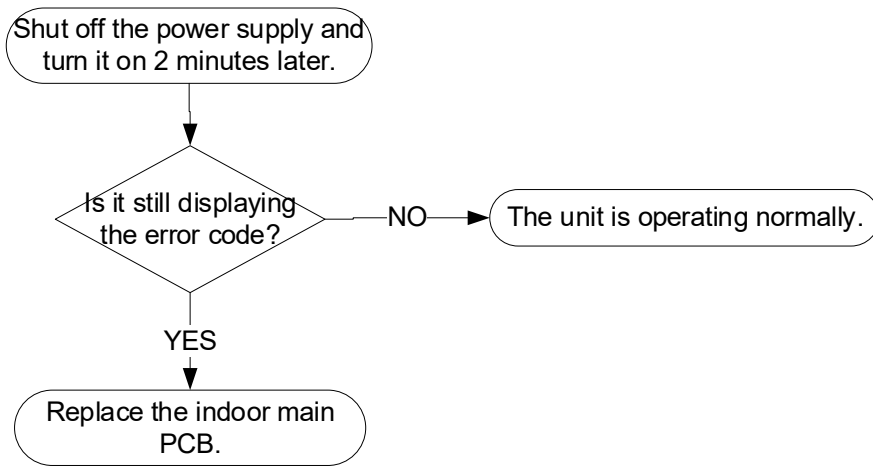 Shut off the power supply and
turn it on 2 minutes later.
Is it still displaying
the error code?
NO
The unit is operating normally.
YES
Replace the indoor main
PCB.